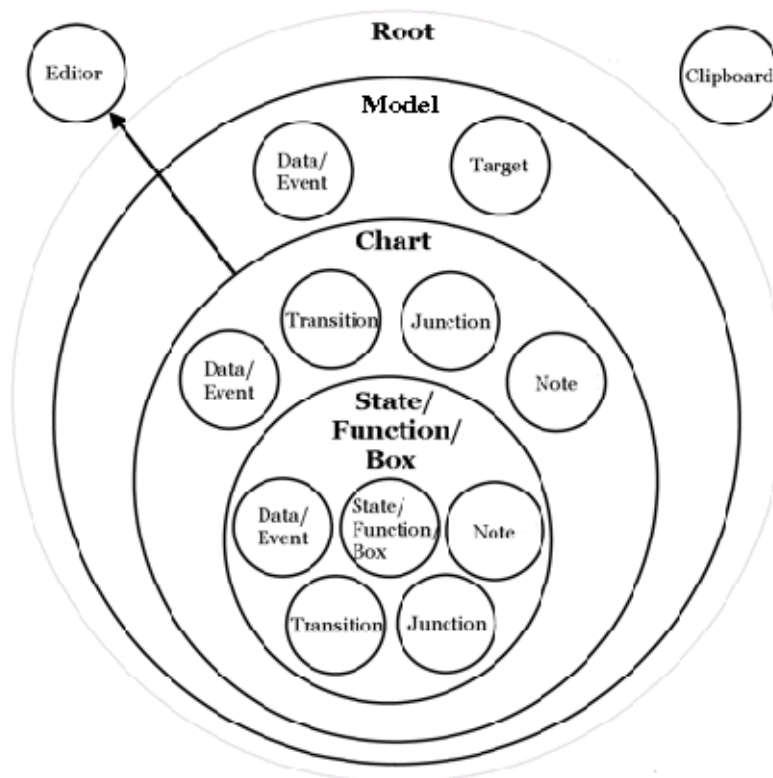 Root
Editor
Clipboard
Model
Data/
Event
Target
Chart
Transition
Junction
Data/
Event
Note
State/
Function/
Box
Data/
Event
State/
Function/
Box
Note
Transition
Junction